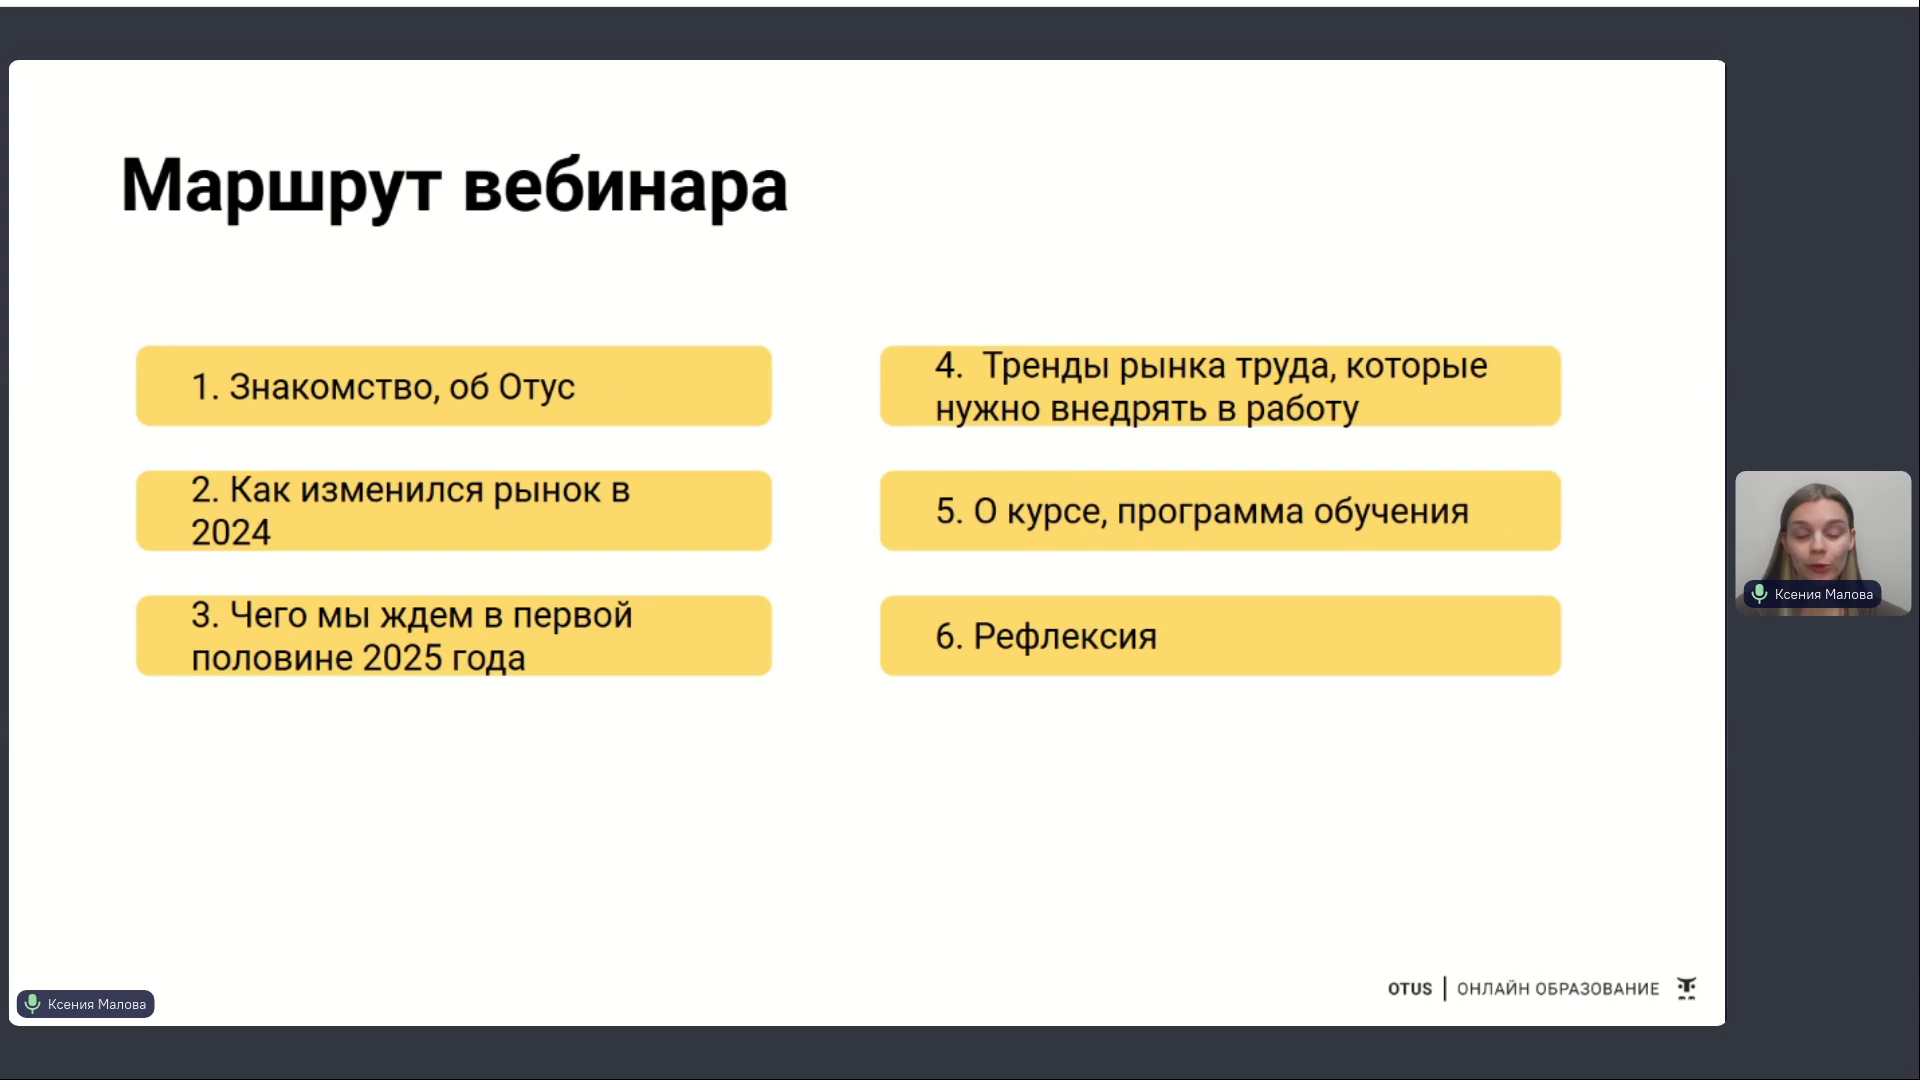 Маршрут вебинара
1. Знакомство, об Отус
2. Как изменился рынок в
2024
3. Чего мы ждем в первой
половине 2025 года
4. Тренды рынка труда, которые
нужно внедрять в работу
5. О курсе, программа обучения
6. Рефлексия
Ксения Малова
OTUS | ОНЛАЙН ОБРАЗОВАНИЕ
Ксения Малова